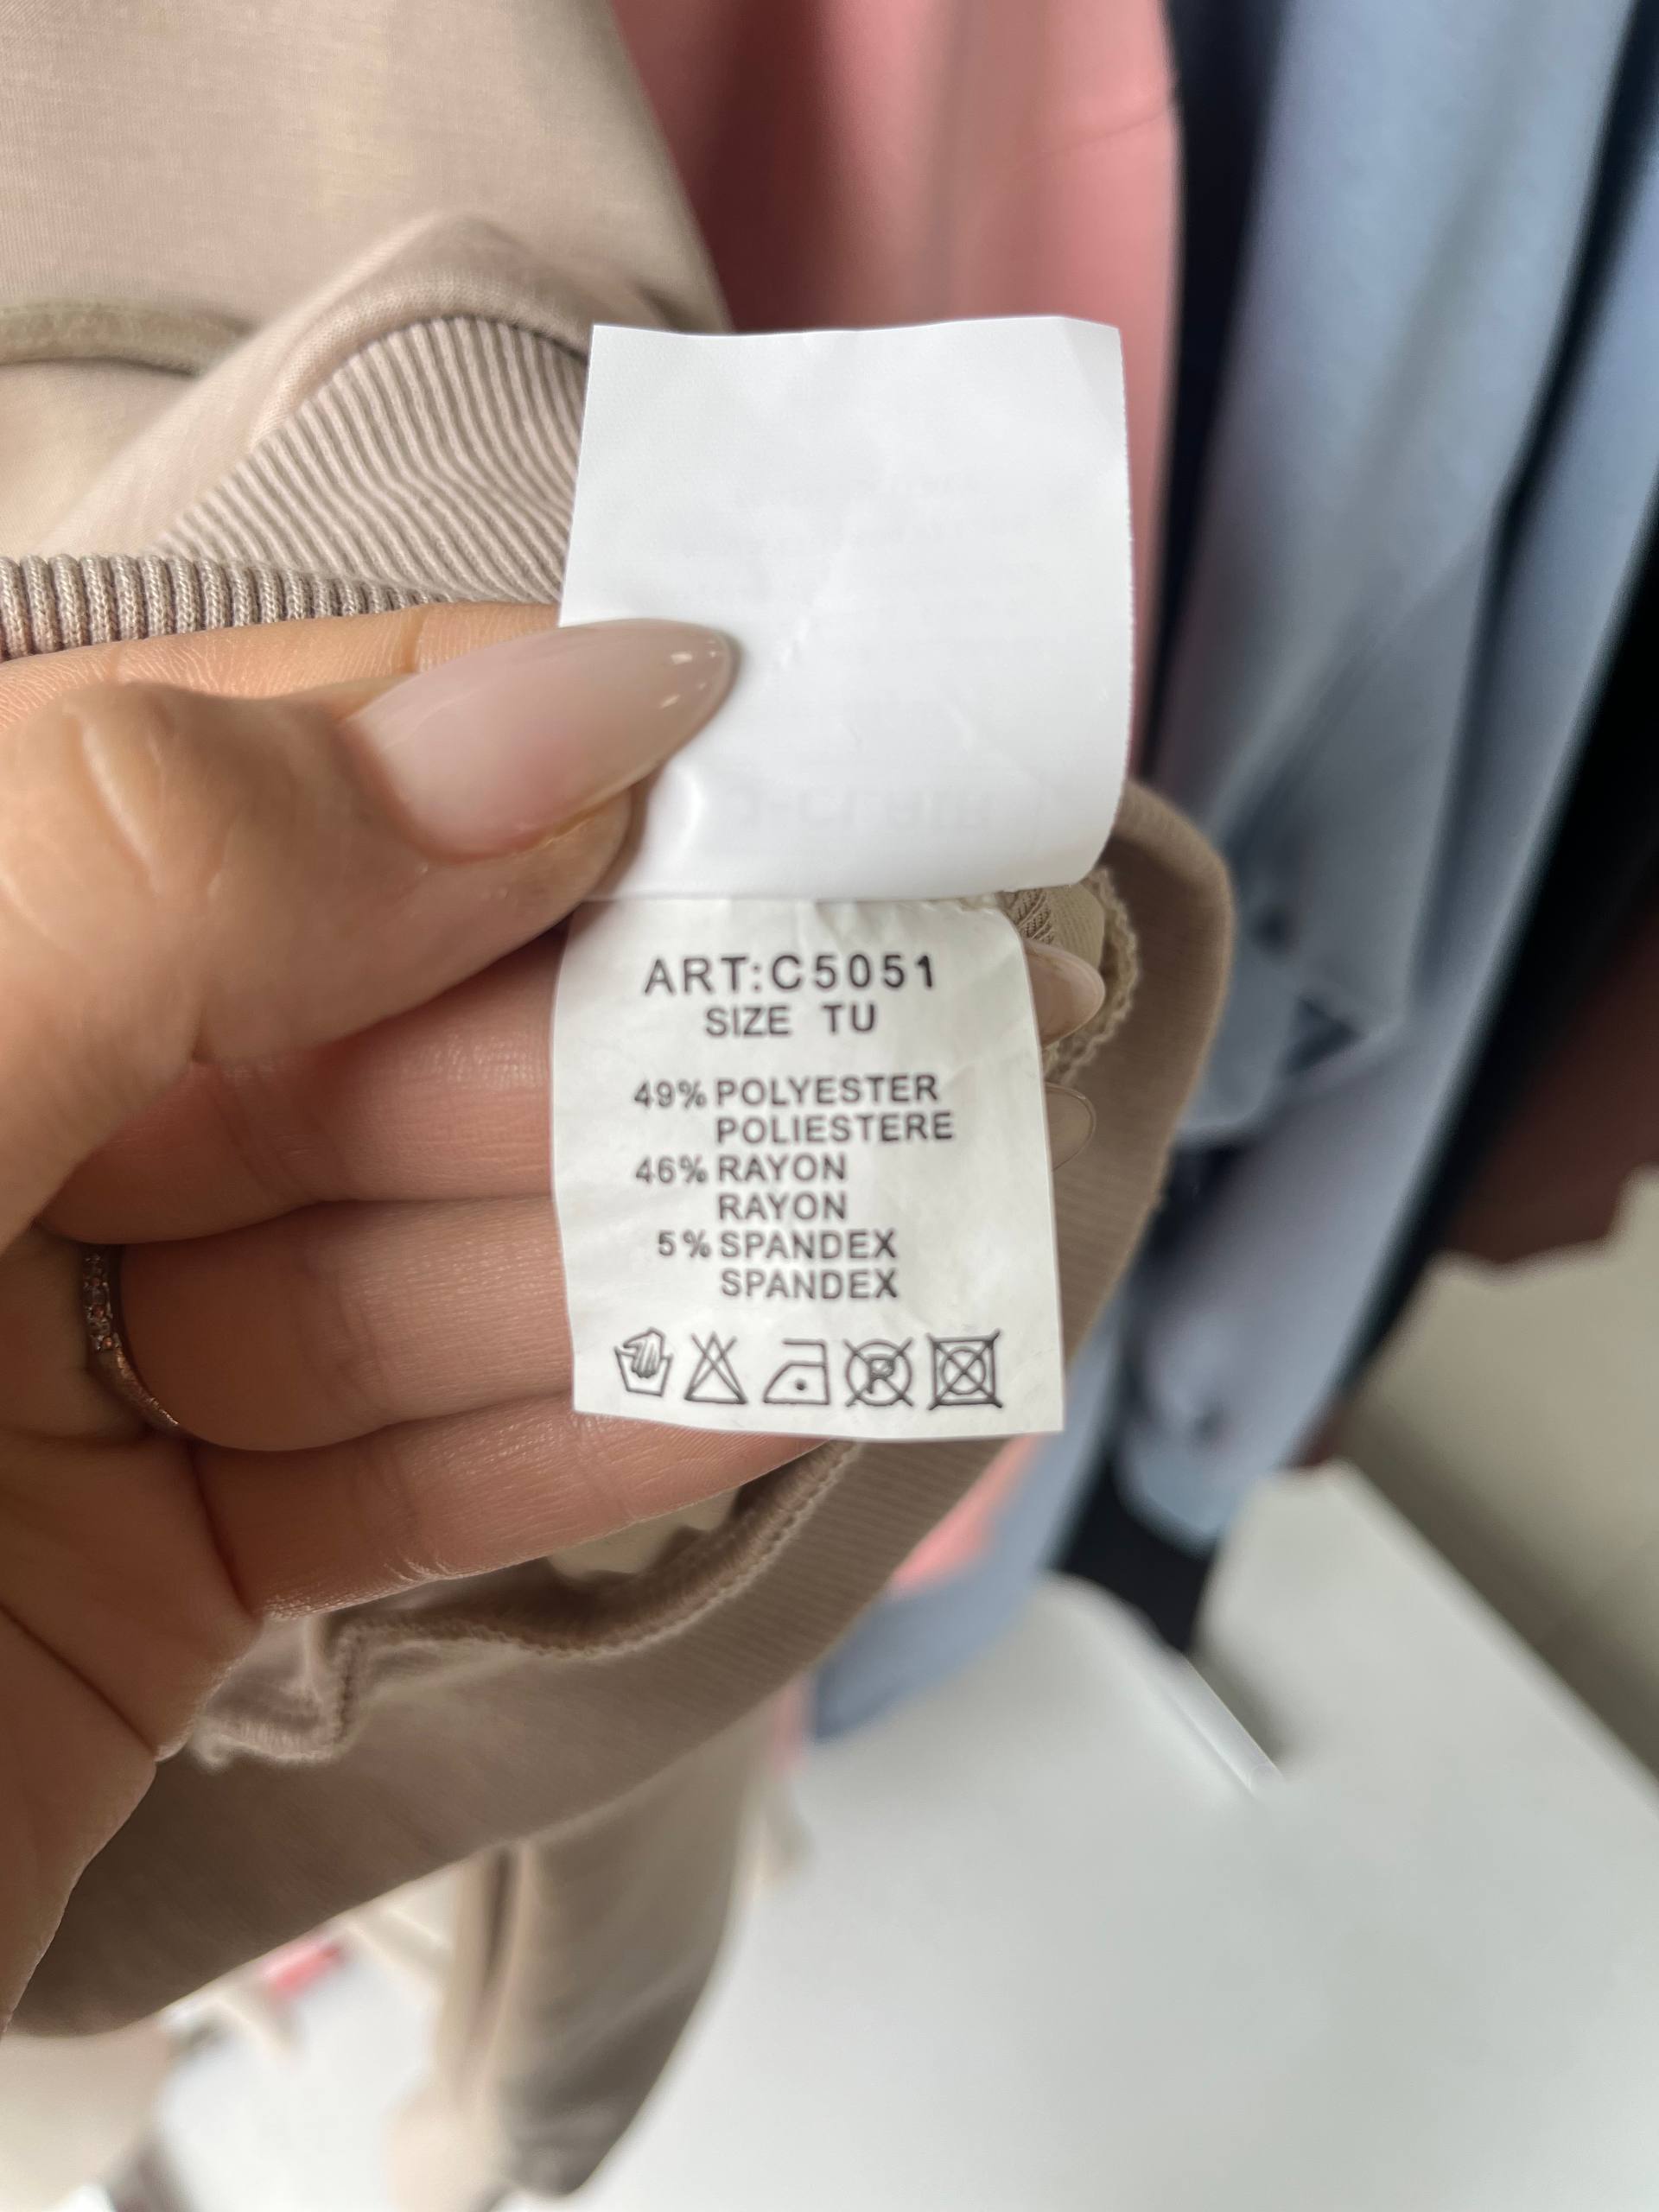 ART:C5051
SIZE TU
49% POLYESTER
POLIESTERE
46% RAYON
RAYON
5% SPANDEX
SPANDEX
P